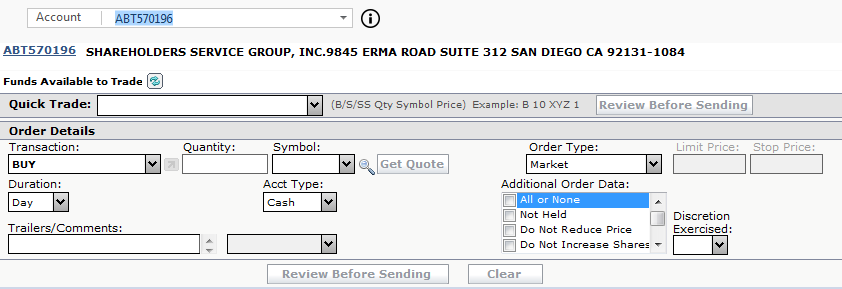 Account ABT570196
ABT570196 SHAREHOLDERS SERVICE GROUP, INC.9845 ERMA ROAD SUITE 312 SAN DIEGO CA 92131-1084
Funds Available to Trade
Quick Trade: (B/S/SS Qty Symbol Price) Example: B 10 XYZ 1 Review Before Sending
Order Details
Transaction: Quantity: Symbol: Order Type: Limit Price: Stop Price:
BUY Get Quote Market
Duration: Acct Type: Additional Order Data:
Day Cash All or None
Not Held
Do Not Reduce Price
Do Not Increase Shares
Discretion
Exercised:
Trailers/Comments:
Review Before Sending Clear